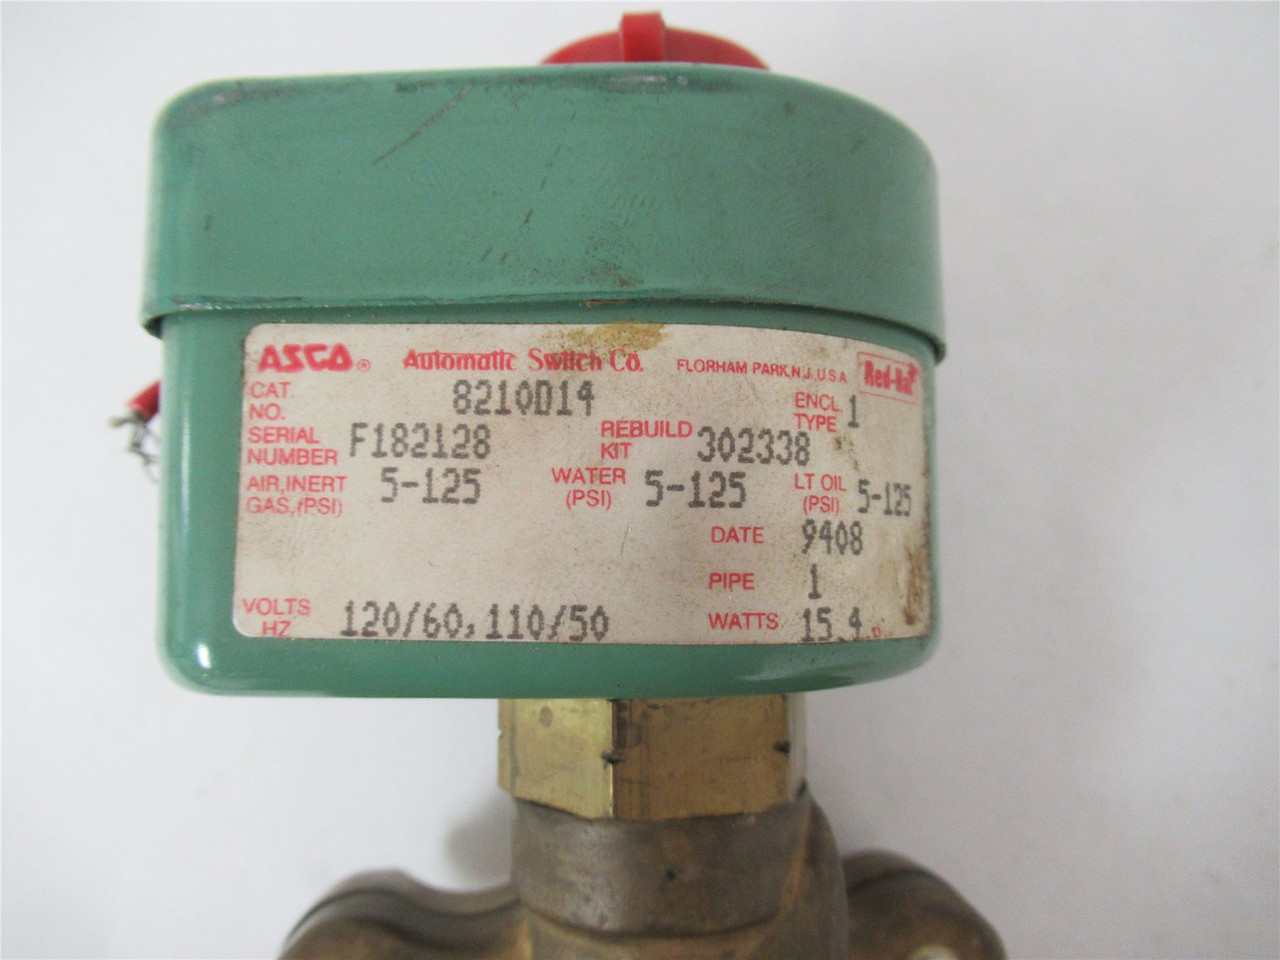 ASCO® Automatic Switch Co. FLORHAM PARK, N.J. U.S.A. Red-Hat
CAT. NO. 8210D14 ENCL TYPE 1
SERIAL NUMBER F182128 REBUILD KIT 302338
AIR, INERT GAS, (PSI) 5-125 WATER (PSI) 5-125 LT OIL (PSI) 5-125
DATE 9408
PIPE 1
VOLTS HZ 120/60, 110/50 WATTS 15.4